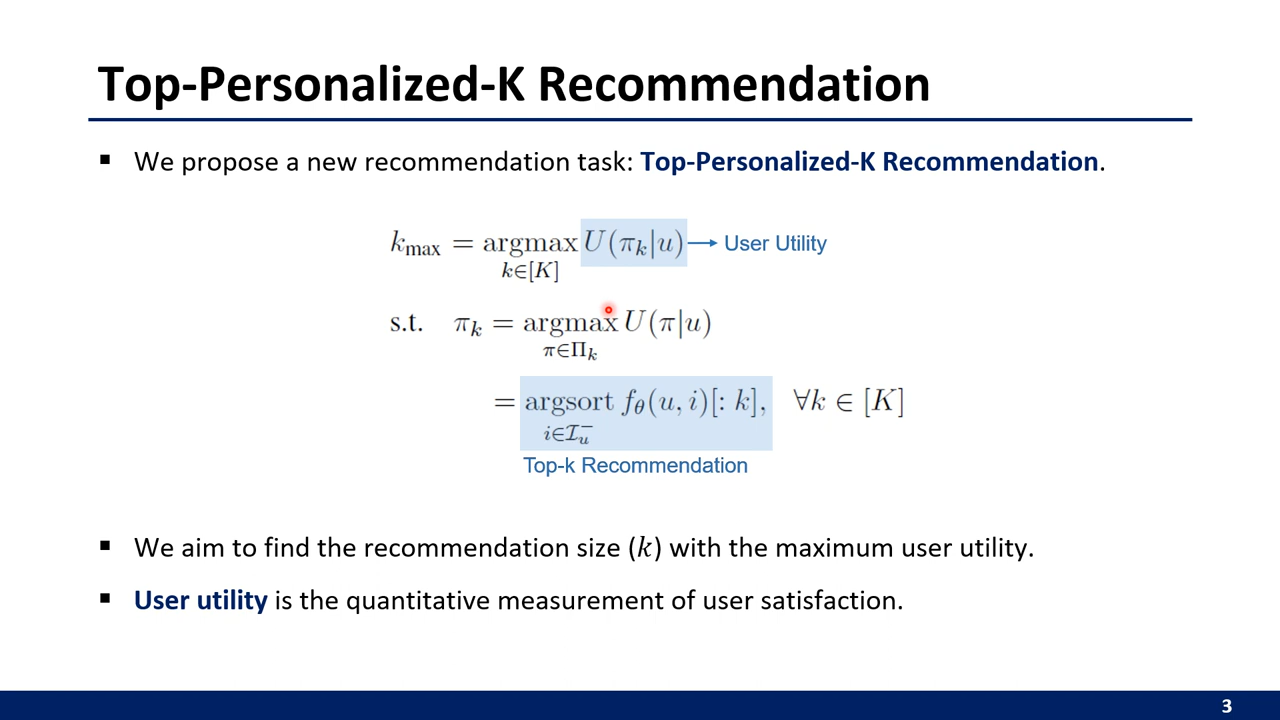 Top-Personalized-K Recommendation
▪ We propose a new recommendation task: Top-Personalized-K Recommendation.
k_max = argmax U(π_k|u) → User Utility
k∈[K]
s.t. π_k = argmax U(π|u)
π∈Π_k
= argsort f_θ(u, i)[: k], ∀k ∈ [K]
i∈I_u^−
Top-k Recommendation
▪ We aim to find the recommendation size (k) with the maximum user utility.
▪ User utility is the quantitative measurement of user satisfaction.
3